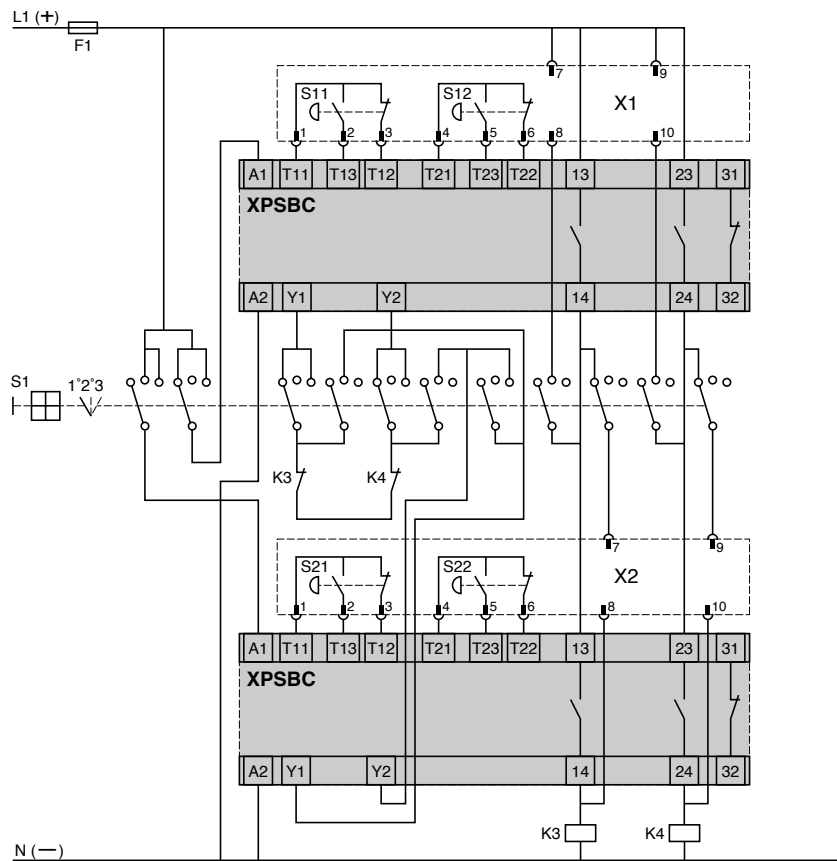 L1 (+)
F1
7 9
S11 S12 X1
1 2 3 4 5 6 8 10
A1 T11 T13 T12 T21 T23 T22 13 23 31
XPSBC
A2 Y1 Y2 14 24 32
S1 1°2°3
K3 K4
7 9
S21 S22 X2
1 2 3 4 5 6 8 10
A1 T11 T13 T12 T21 T23 T22 13 23 31
XPSBC
A2 Y1 Y2 14 24 32
K3 K4
N (—)